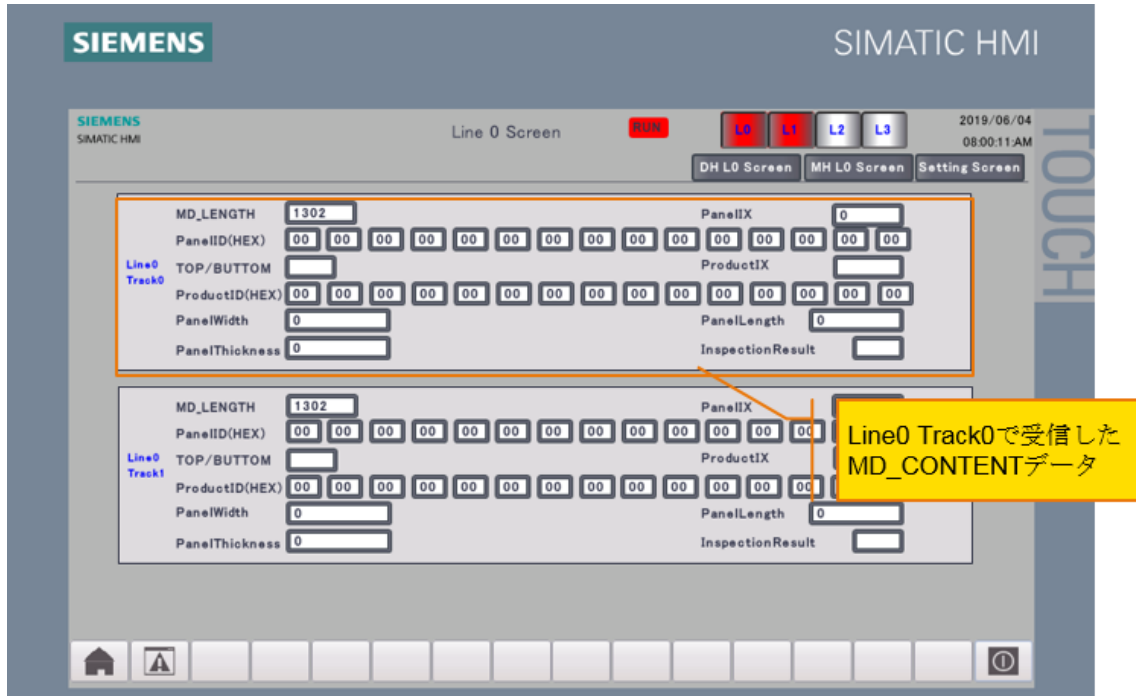 SIEMENS
SIMATIC HMI
TOUCH
SIEMENS
SIMATIC HMI
Line 0 Screen
RUN
L0 L1 L2 L3
2019/06/04
08:00:11:AM
DH L0 Screen MH L0 Screen Setting Screen
Line0
Track0
MD_LENGTH 1302 PanelIX 0
PanelID(HEX) 00 00 00 00 00 00 00 00 00 00 00 00 00 00 00
TOP/BUTTOM ProductIX
ProductID(HEX) 00 00 00 00 00 00 00 00 00 00 00 00 00 00 00
PanelWidth 0 PanelLength 0
PanelThickness 0 InspectionResult
Line0
Track1
MD_LENGTH 1302 PanelIX
PanelID(HEX) 00 00 00 00 00 00 00 00 00 00 00 00 00
TOP/BUTTOM ProductIX
ProductID(HEX) 00 00 00 00 00 00 00 00 00 00 00 00 00
PanelWidth 0 PanelLength 0
PanelThickness 0 InspectionResult
Line0 Track0で受信した
MD_CONTENTデータ